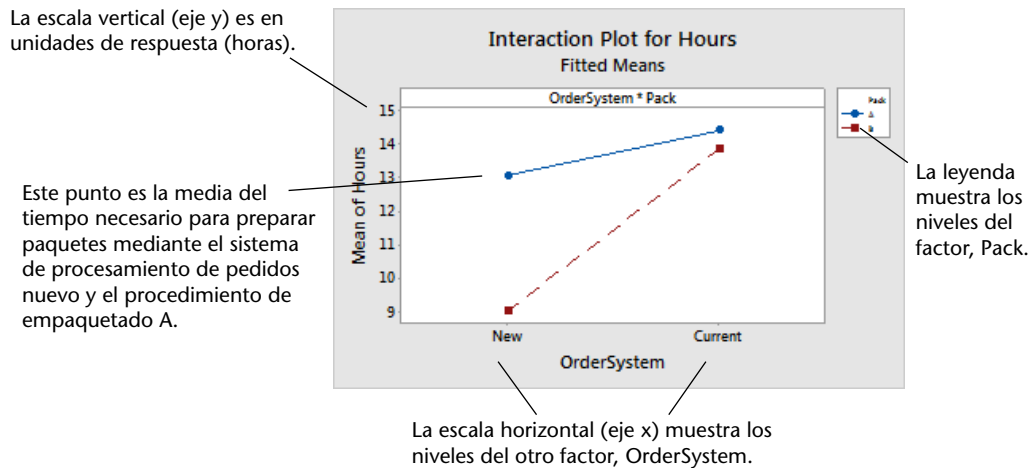 La escala vertical (eje y) es en
unidades de respuesta (horas).
Interaction Plot for Hours
Fitted Means
OrderSystem * Pack
Pack
A
B
Mean of Hours
15
14
13
12
11
10
9
New
Current
OrderSystem
Este punto es la media del
tiempo necesario para preparar
paquetes mediante el sistema
de procesamiento de pedidos
nuevo y el procedimiento de
empaquetado A.
La leyenda
muestra los
niveles del
factor, Pack.
La escala horizontal (eje x) muestra los
niveles del otro factor, OrderSystem.